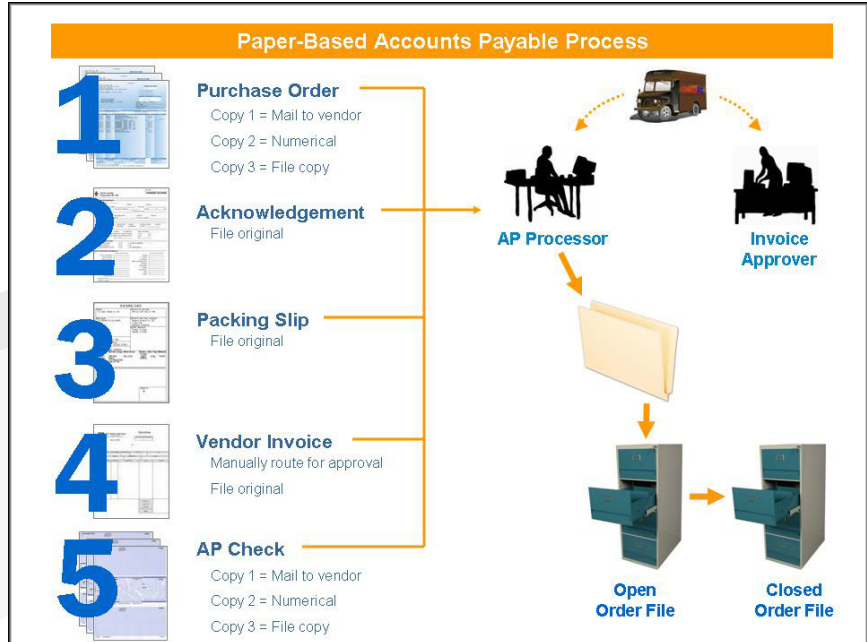 Paper-Based Accounts Payable Process
1
Purchase Order
Copy 1 = Mail to vendor
Copy 2 = Numerical
Copy 3 = File copy
2
Acknowledgement
File original
3
Packing Slip
File original
4
Vendor Invoice
Manually route for approval
File original
5
AP Check
Copy 1 = Mail to vendor
Copy 2 = Numerical
Copy 3 = File copy
AP Processor
Invoice
Approver
Open
Order File
Closed
Order File